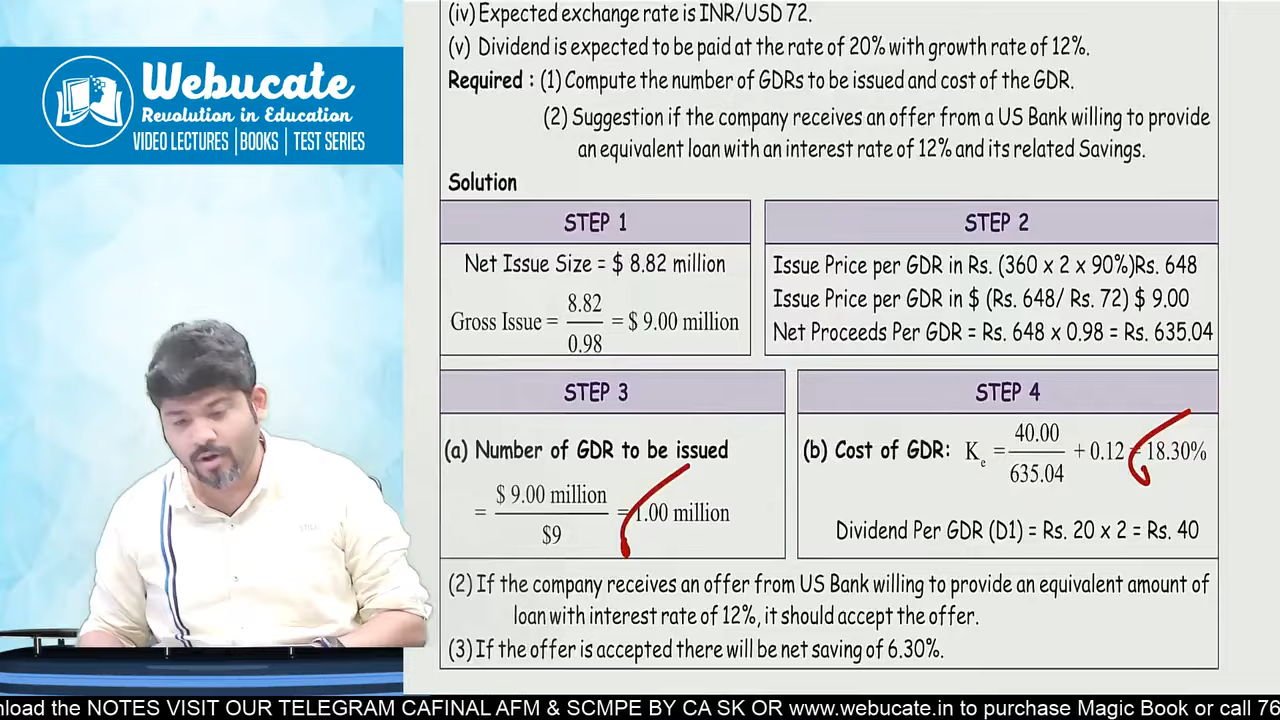 (iv) Expected exchange rate is INR/USD 72.
(v) Dividend is expected to be paid at the rate of 20% with growth rate of 12%.
Required : (1) Compute the number of GDRs to be issued and cost of the GDR.
(2) Suggestion if the company receives an offer from a US Bank willing to provide
an equivalent loan with an interest rate of 12% and its related Savings.
Solution
Webucate
Revolution in Education
VIDEO LECTURES | BOOKS | TEST SERIES
STEP 1
Net Issue Size = $ 8.82 million
Gross Issue = 8.82 / 0.98 = $ 9.00 million
STEP 2
Issue Price per GDR in Rs. (360 x 2 x 90%)Rs. 648
Issue Price per GDR in $ (Rs. 648/ Rs. 72) $ 9.00
Net Proceeds Per GDR = Rs. 648 x 0.98 = Rs. 635.04
STEP 3
(a) Number of GDR to be issued
= $ 9.00 million / $9 = 1.00 million
STEP 4
(b) Cost of GDR: Ke = 40.00 / 635.04 + 0.12 = 18.30%
Dividend Per GDR (D1) = Rs. 20 x 2 = Rs. 40
(2) If the company receives an offer from US Bank willing to provide an equivalent amount of
loan with interest rate of 12%, it should accept the offer.
(3) If the offer is accepted there will be net saving of 6.30%.
nload the NOTES VISIT OUR TELEGRAM CAFINAL AFM & SCMPE BY CA SK OR www.webucate.in to purchase Magic Book or call 76